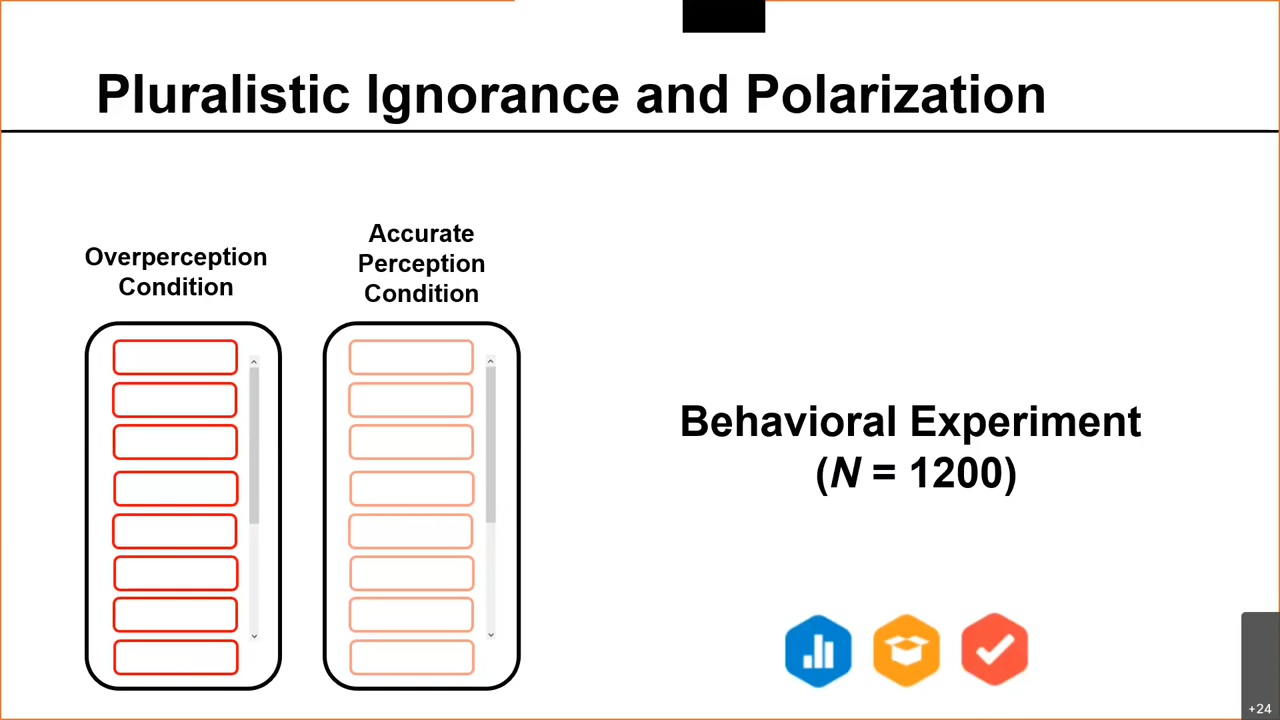 Pluralistic Ignorance and Polarization
Overperception
Condition
Accurate
Perception
Condition
Behavioral Experiment
(N = 1200)
+24